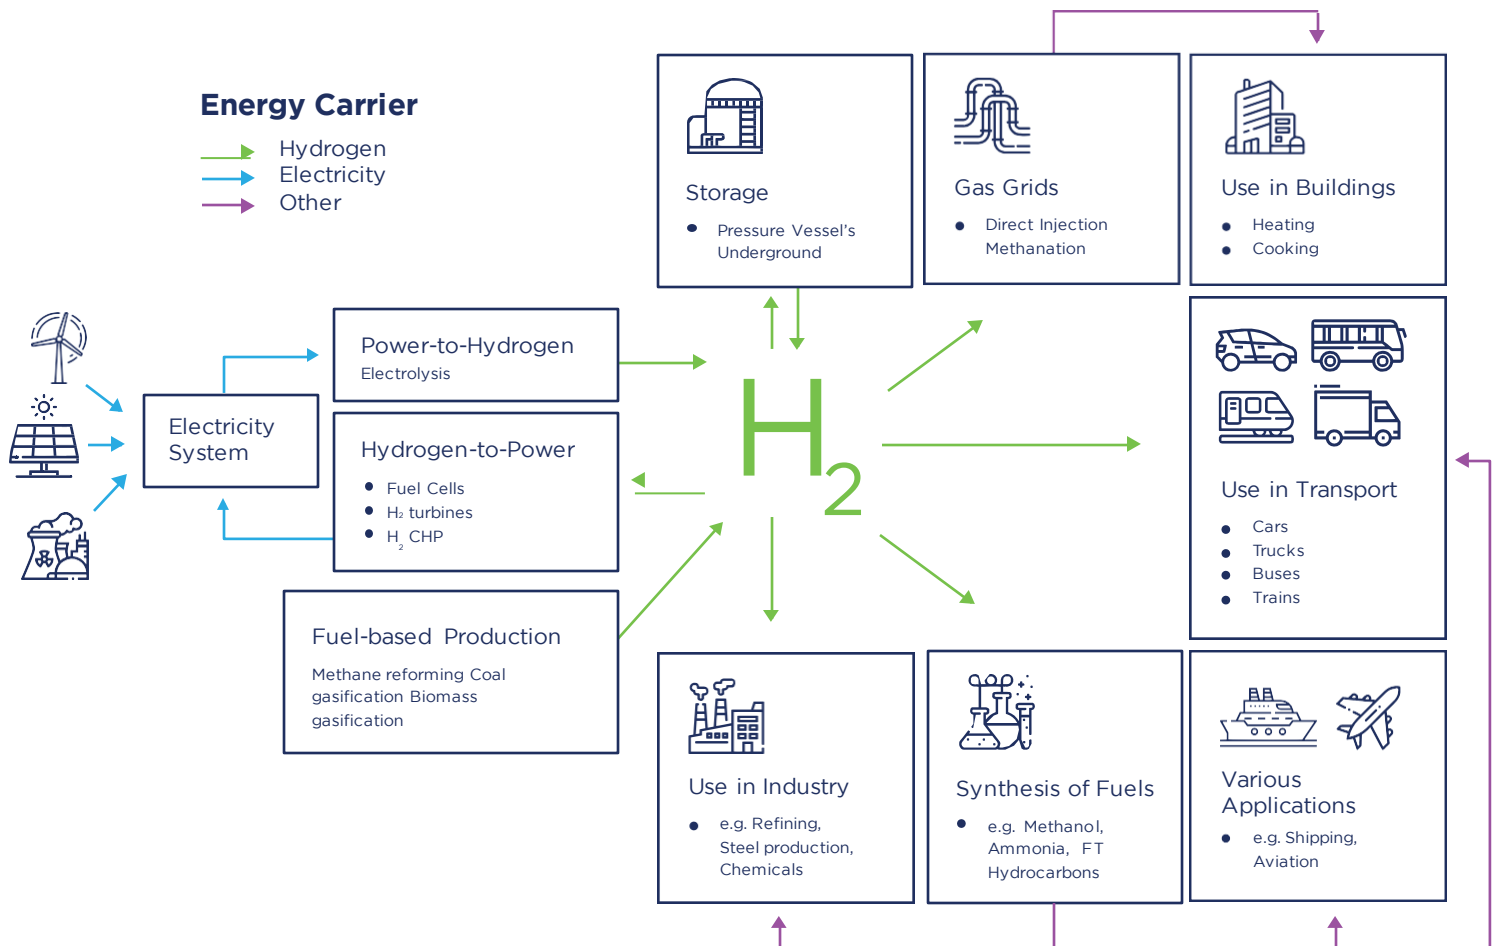 Energy Carrier
Hydrogen
Electricity
Other
Storage
Pressure Vessel's
Underground
Gas Grids
Direct Injection
Methanation
Use in Buildings
Heating
Cooking
Power-to-Hydrogen
Electrolysis
Electricity
System
Hydrogen-to-Power
Fuel Cells
H₂ turbines
H₂ CHP
H₂
Use in Transport
Cars
Trucks
Buses
Trains
Fuel-based Production
Methane reforming Coal
gasification Biomass
gasification
Use in Industry
e.g. Refining,
Steel production,
Chemicals
Synthesis of Fuels
e.g. Methanol,
Ammonia, FT
Hydrocarbons
Various
Applications
e.g. Shipping,
Aviation